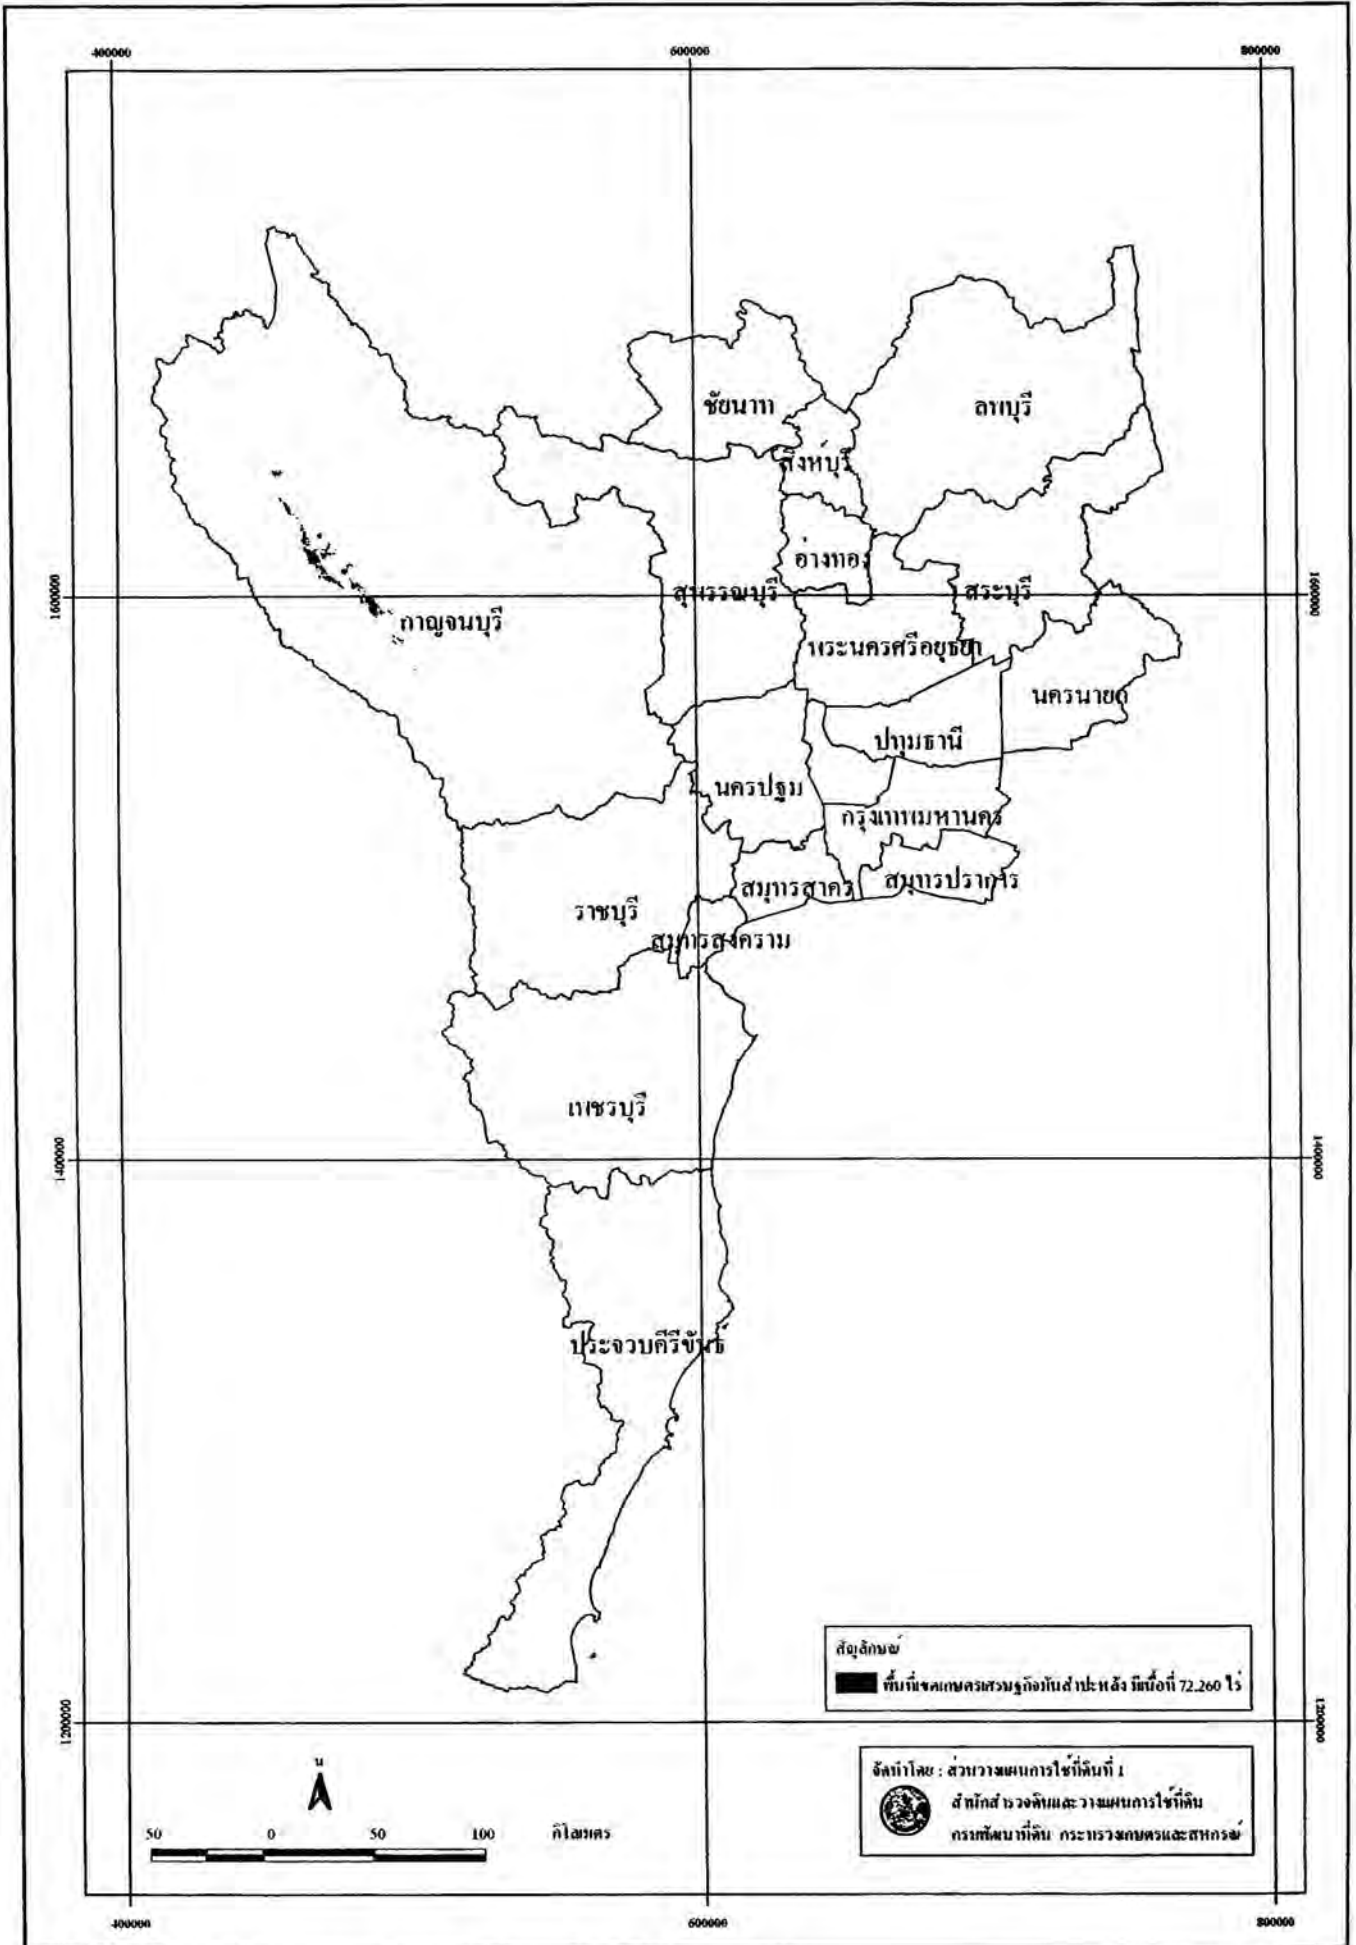 400000 600000 800000
ชัยนาท
ลพบุรี
สิงห์บุรี
อ่างทอง
สุพรรณบุรี
สระบุรี
1600000
1600000
กาญจนบุรี
พระนครศรีอยุธยา
นครนายก
ปทุมธานี
นครปฐม
กรุงเทพมหานคร
สมุทรสาคร
สมุทรปราการ
ราชบุรี
สมุทรสงคราม
เพชรบุรี
1400000
1400000
ประจวบคีรีขันธ์
สัญลักษณ์
พื้นที่เขตเกษตรเศรษฐกิจมันสำปะหลัง มีเนื้อที่ 72,260 ไร่
1200000
1200000
น
จัดทำโดย : ส่วนวางแผนการใช้ที่ดินที่ 1
สำนักสำรวจดินและวางแผนการใช้ที่ดิน
กรมพัฒนาที่ดิน กระทรวงเกษตรและสหกรณ์
50 0 50 100 กิโลเมตร
400000 600000 800000